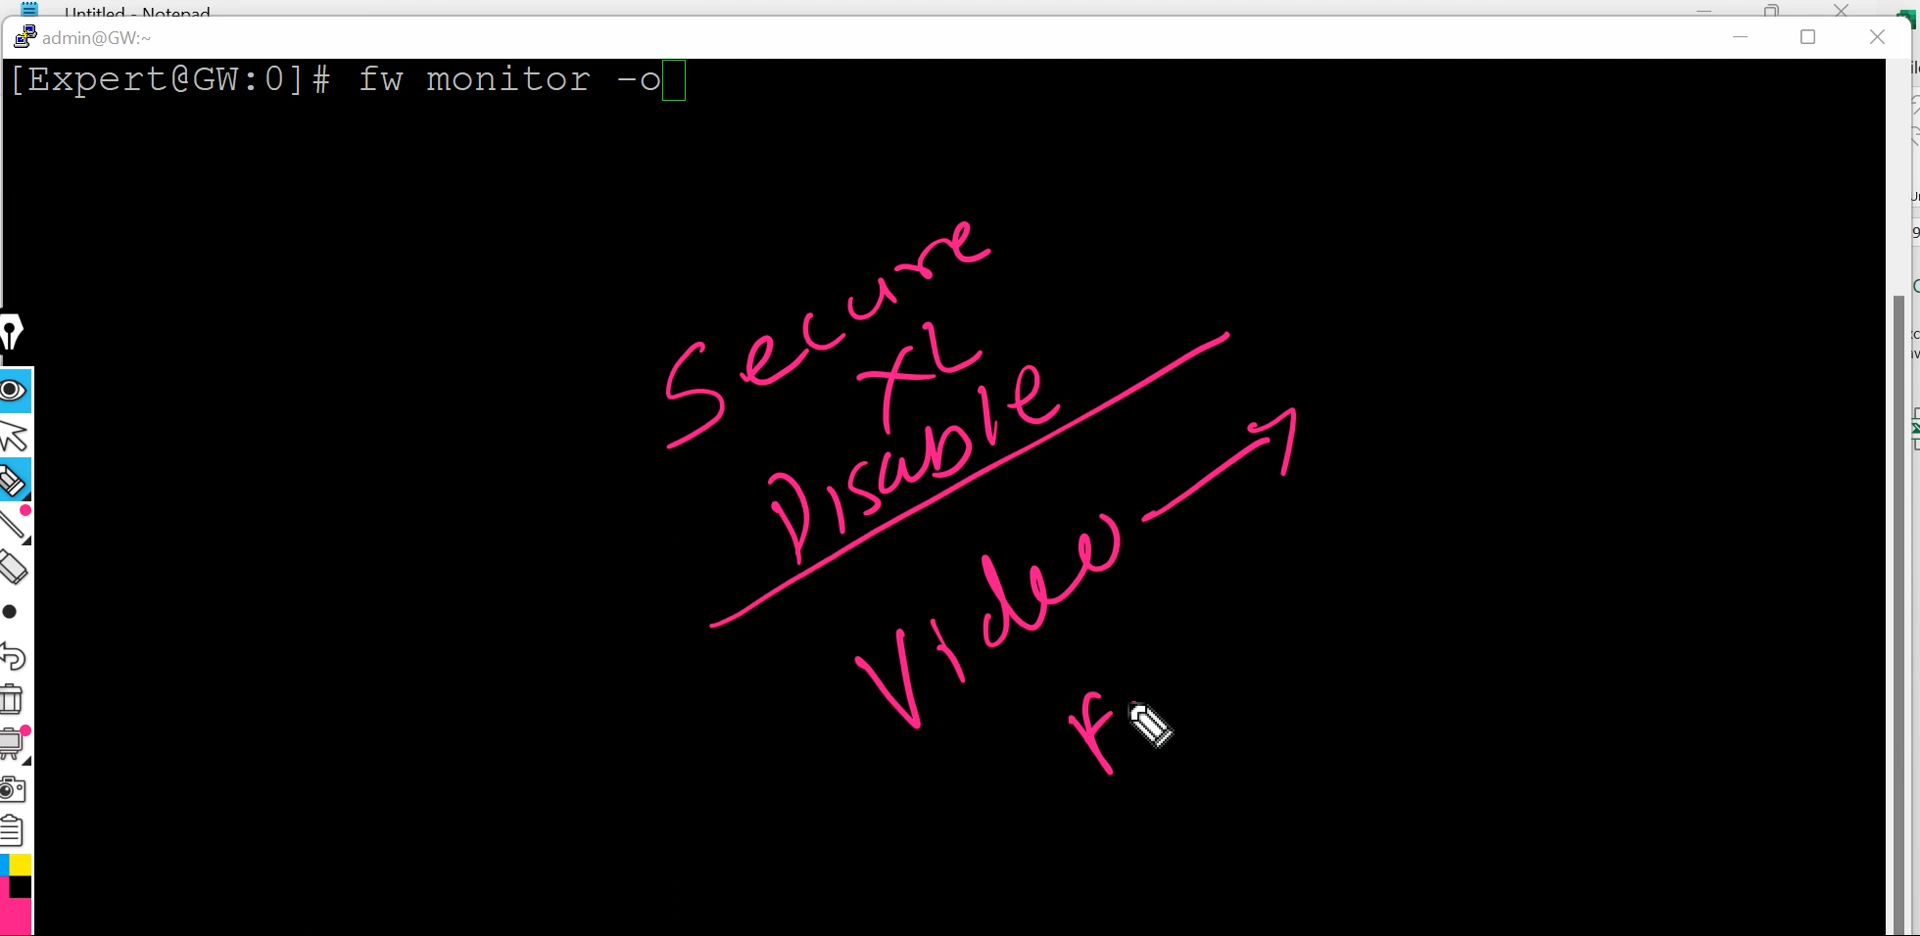 Untitled - Notepad
admin@GW:~
[Expert@GW:0]# fw monitor -o
Secure
XL
Disable
Video
F